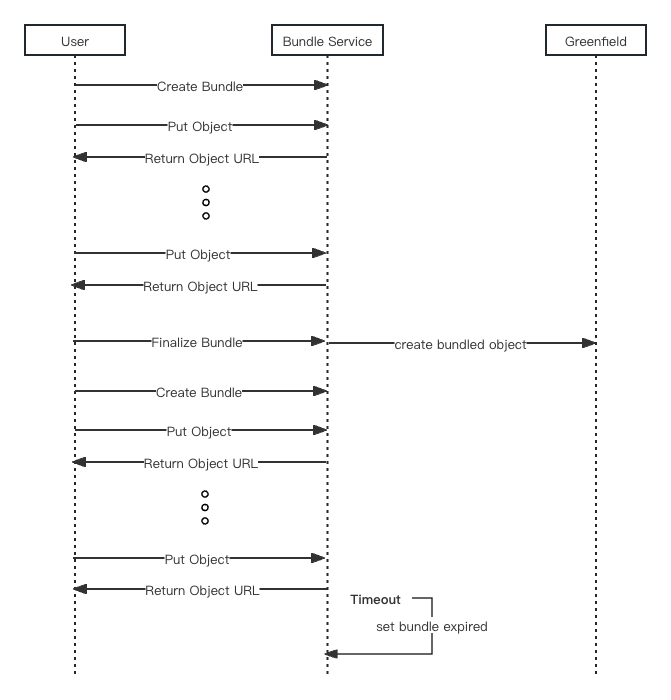 User
Bundle Service
Greenfield
Create Bundle
Put Object
Return Object URL
Put Object
Return Object URL
Finalize Bundle
create bundled object
Create Bundle
Put Object
Return Object URL
Put Object
Return Object URL
Timeout
set bundle expired